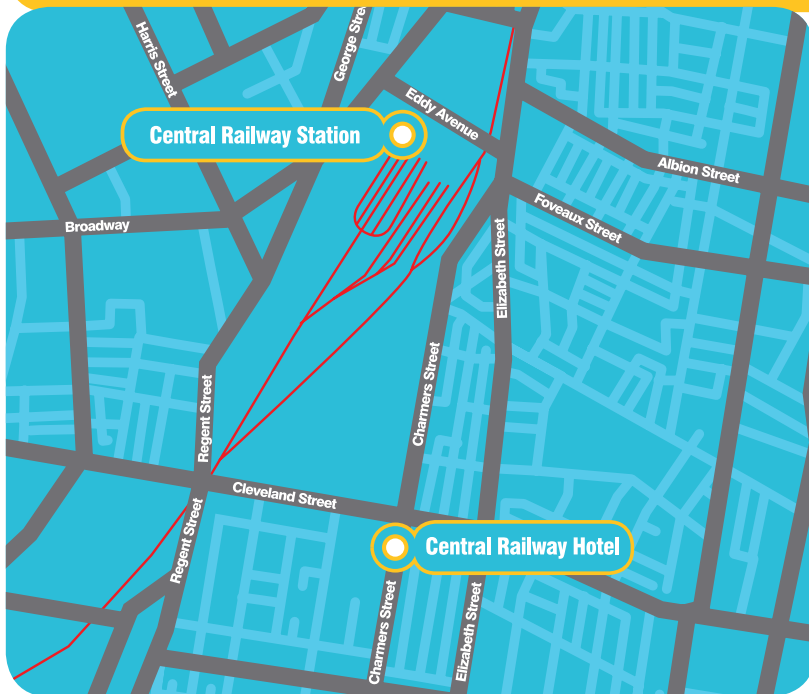 Harris Street
George Stre
Eddy Avenue
Central Railway Station
Albion Street
Foveaux Street
Broadway
Elizabeth Street
Charmers Street
Regent Street
Cleveland Street
Regent Street
Central Railway Hotel
Charmers Street
Elizabeth Street